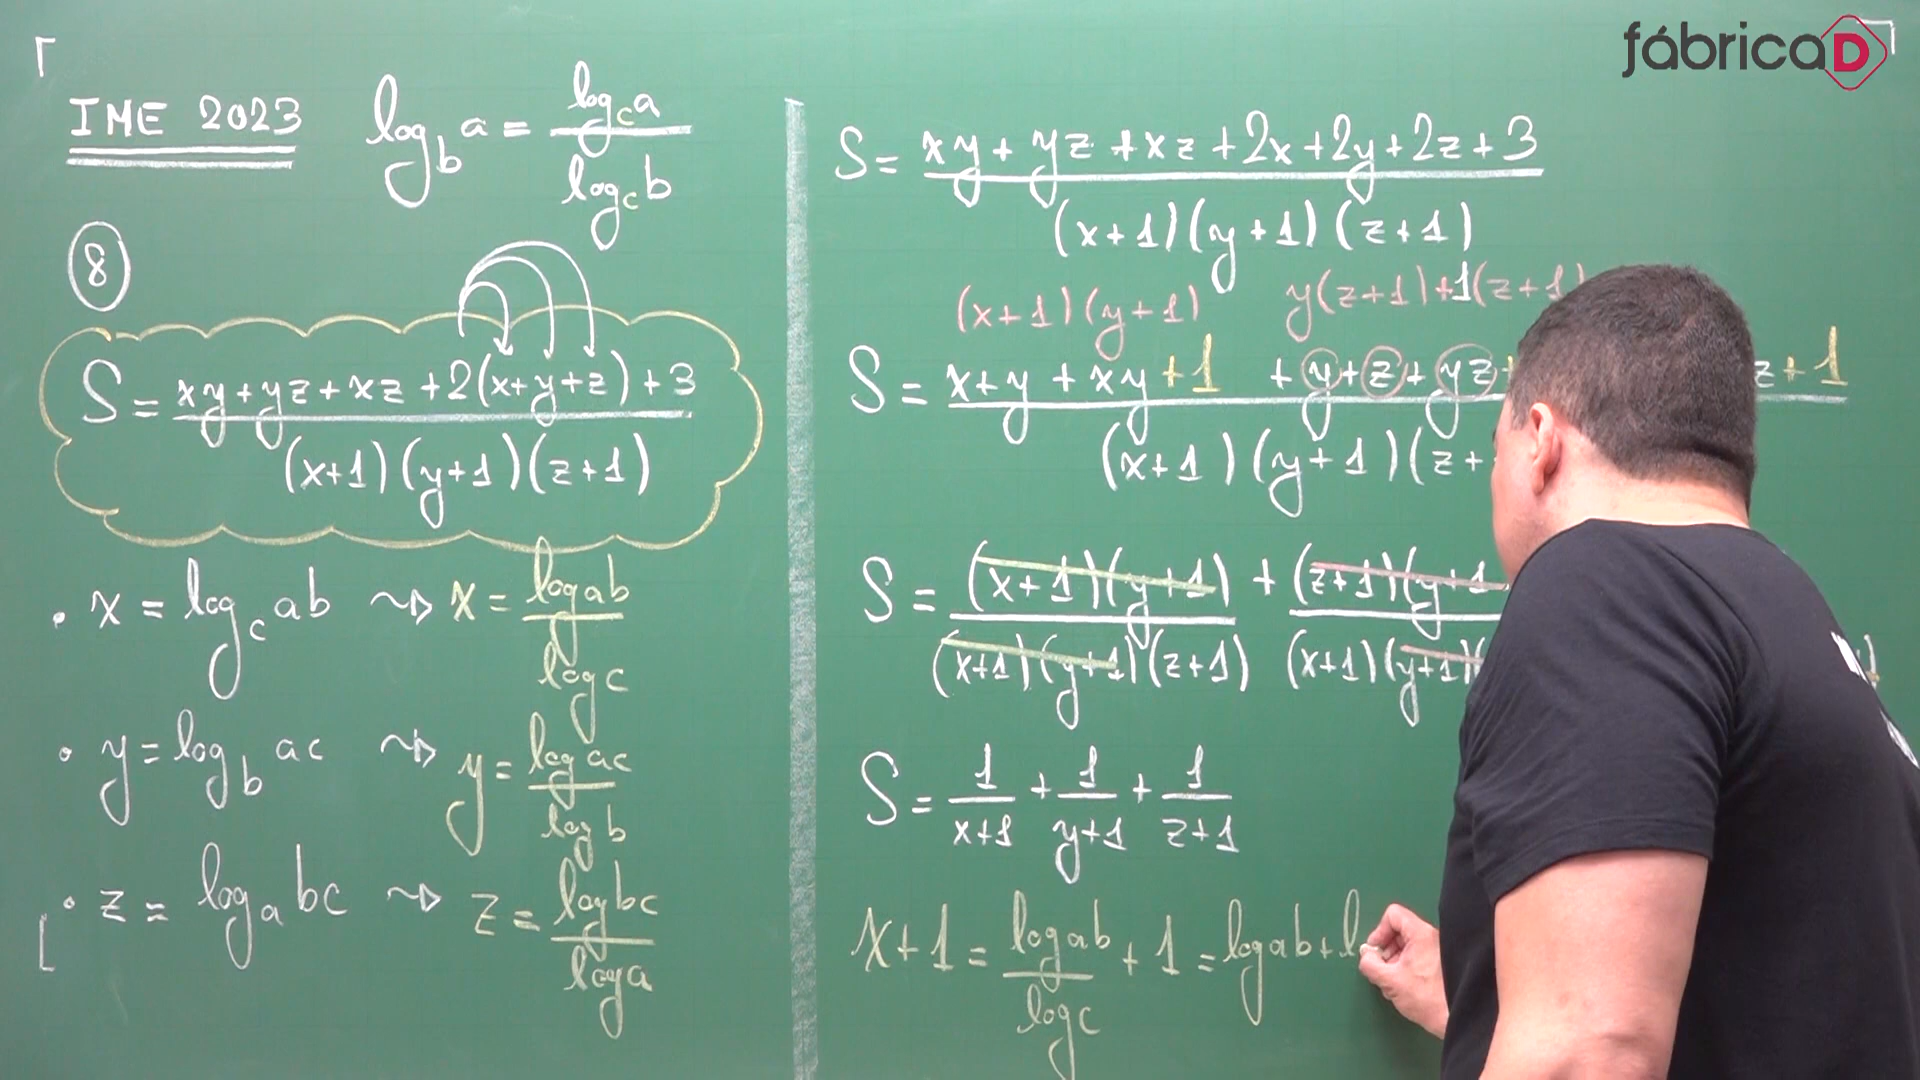 fábricaD
IME 2023
log_b a = log_c a / log_c b
8
S = xy + yz + xz + 2(x+y+z) + 3 / (x+1)(y+1)(z+1)
• x = log_c ab ⇝ x = log ab / log c
• y = log_b ac ⇝ y = log ac / log b
• z = log_a bc ⇝ z = log bc / log a
S = xy + yz + xz + 2x + 2y + 2z + 3 / (x+1)(y+1)(z+1)
(x+1)(y+1) y(z+1)+1(z+1)
S = x+y + xy + 1 + y + z + yz + z + 1 / (x+1)(y+1)(z+
S = (x+1)(y+1) / (x+1)(y+1)(z+1) + (z+1)(y+1 / (x+1)(y+1)(
S = 1 / x+1 + 1 / y+1 + 1 / z+1
x+1 = log ab / log c + 1 = log ab + l